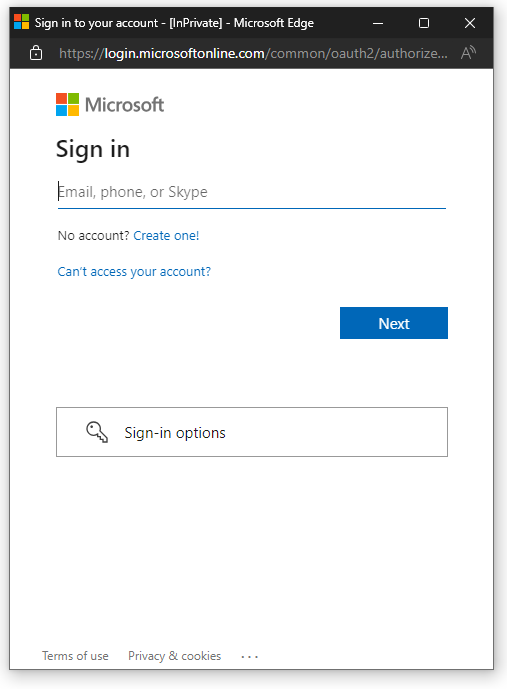 Sign in to your account - [InPrivate] - Microsoft Edge
https://login.microsoftonline.com/common/oauth2/authorize...
Microsoft
Sign in
Email, phone, or Skype
No account? Create one!
Can't access your account?
Next
Sign-in options
Terms of use Privacy & cookies ...